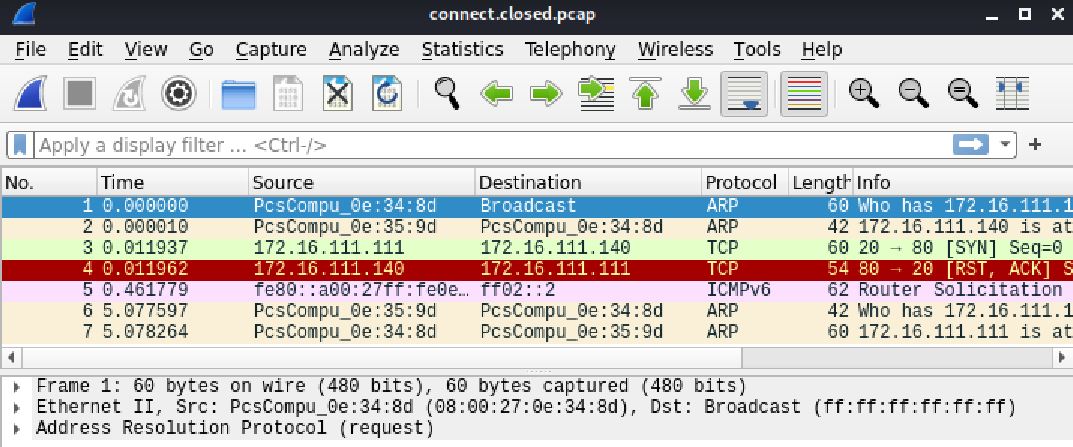 connect.closed.pcap
File Edit View Go Capture Analyze Statistics Telephony Wireless Tools Help
Apply a display filter ... <Ctrl-/>
No. Time Source Destination Protocol Length Info
1 0.000000 PcsCompu_0e:34:8d Broadcast ARP 60 Who has 172.16.111.1
2 0.000010 PcsCompu_0e:35:9d PcsCompu_0e:34:8d ARP 42 172.16.111.140 is at
3 0.011937 172.16.111.111 172.16.111.140 TCP 60 20 → 80 [SYN] Seq=0
4 0.011962 172.16.111.140 172.16.111.111 TCP 54 80 → 20 [RST, ACK] S
5 0.461779 fe80::a00:27ff:fe0e… ff02::2 ICMPv6 62 Router Solicitation
6 5.077597 PcsCompu_0e:35:9d PcsCompu_0e:34:8d ARP 42 Who has 172.16.111.1
7 5.078264 PcsCompu_0e:34:8d PcsCompu_0e:35:9d ARP 60 172.16.111.111 is at
Frame 1: 60 bytes on wire (480 bits), 60 bytes captured (480 bits)
Ethernet II, Src: PcsCompu_0e:34:8d (08:00:27:0e:34:8d), Dst: Broadcast (ff:ff:ff:ff:ff:ff)
Address Resolution Protocol (request)